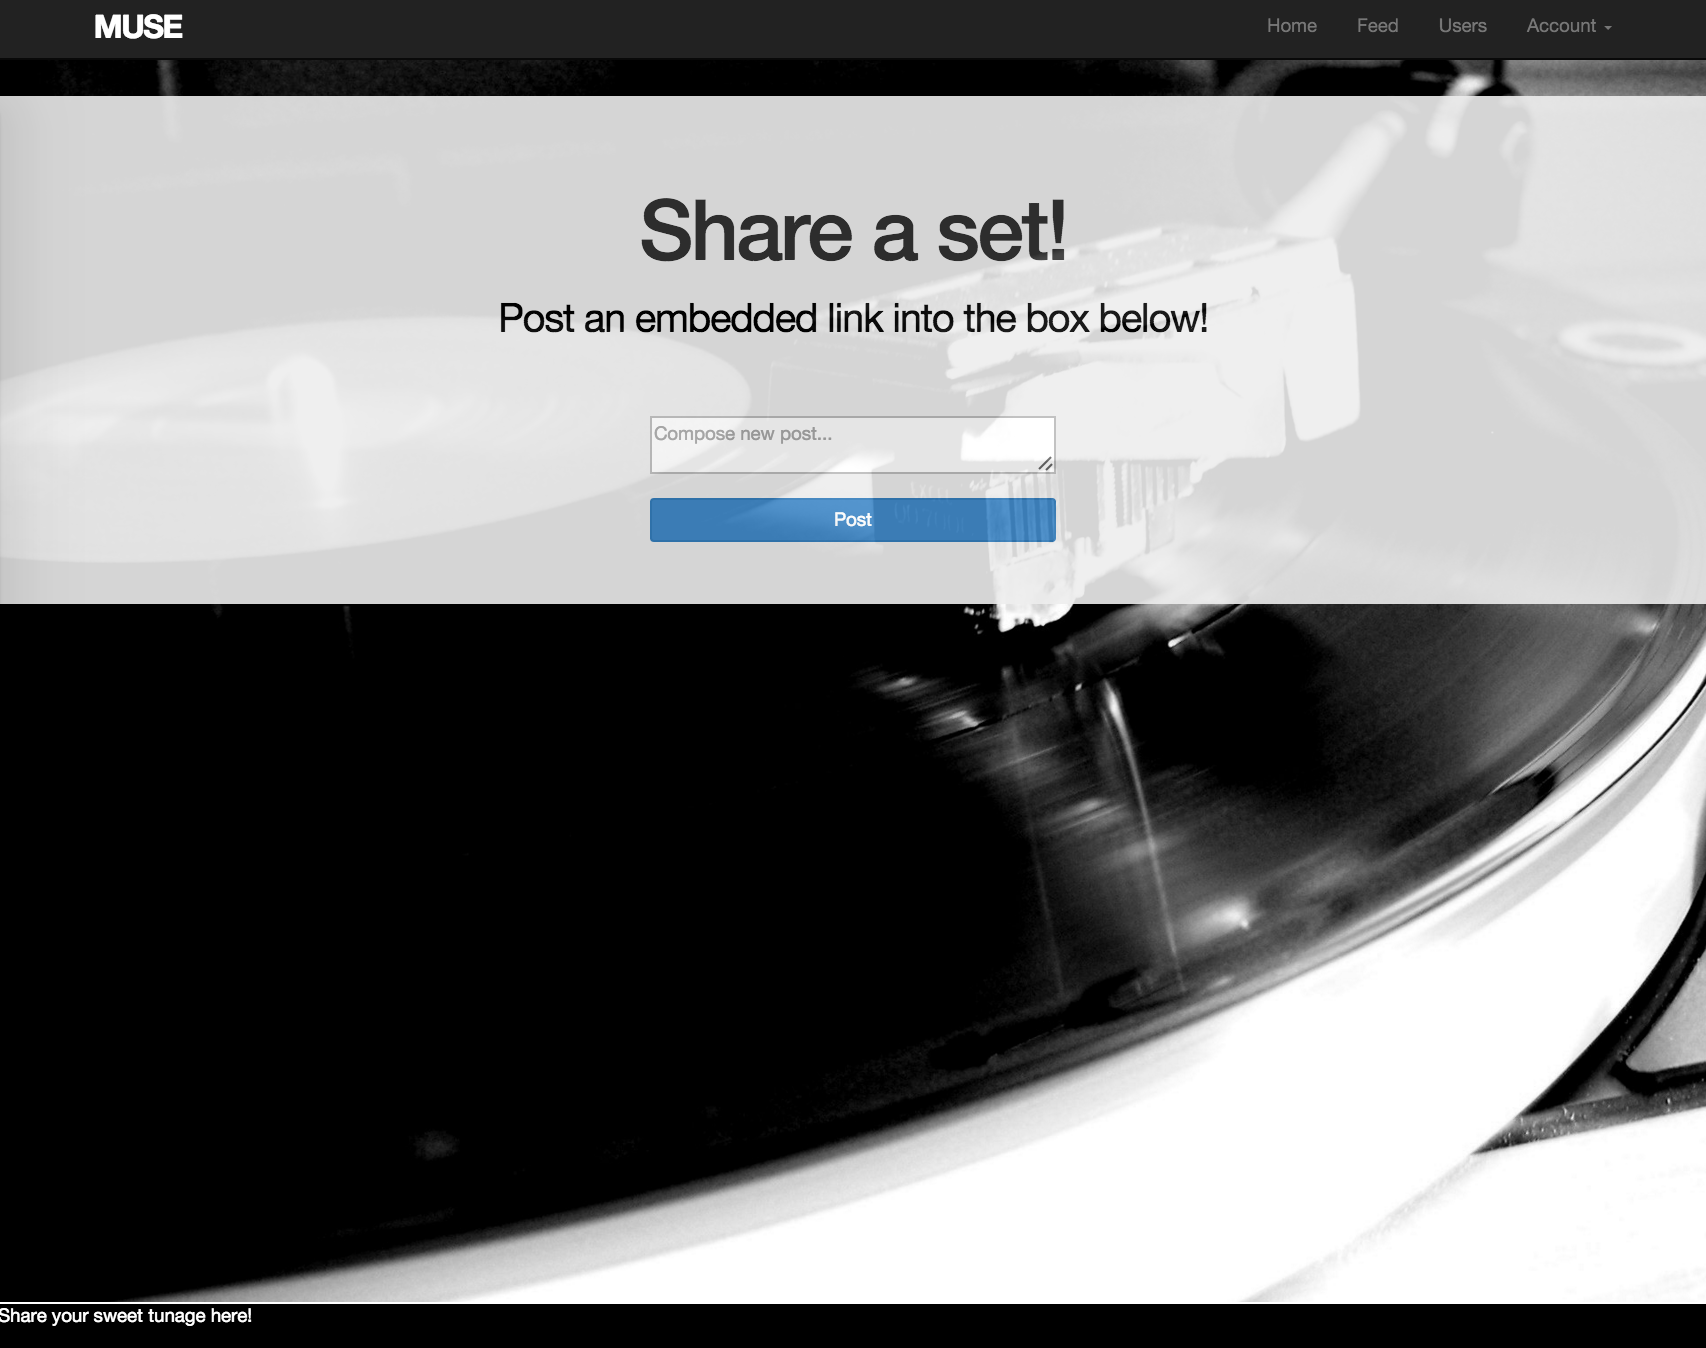 MUSE
Home Feed Users Account
Share a set!
Post an embedded link into the box below!
Compose new post...
Post
Share your sweet tunage here!